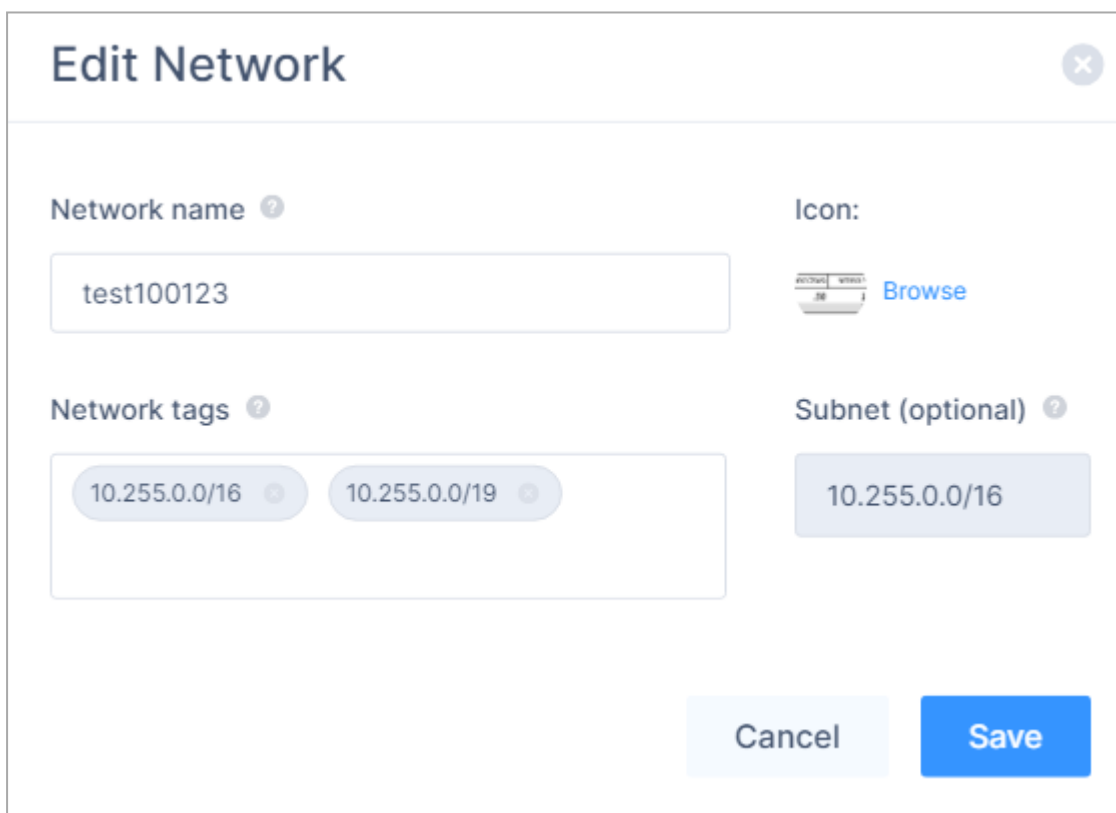 Edit Network
Network name
Icon:
test100123
Browse
Network tags
Subnet (optional)
10.255.0.0/16
10.255.0.0/19
10.255.0.0/16
Cancel
Save